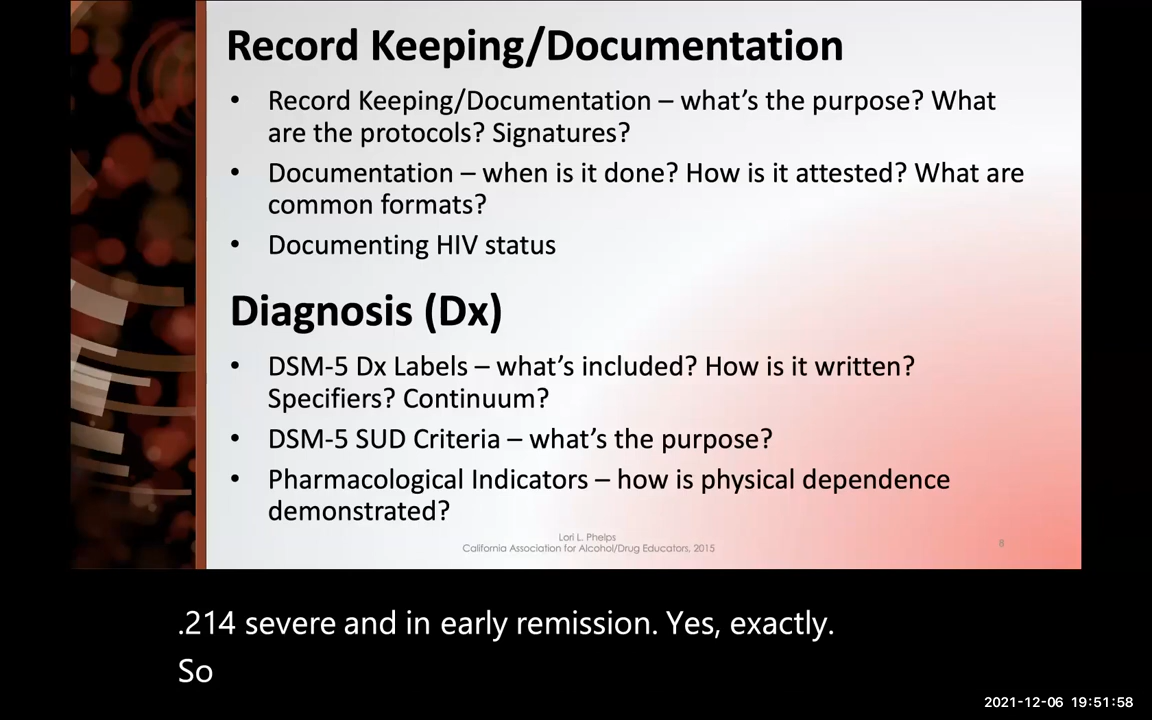 Record Keeping/Documentation
• Record Keeping/Documentation – what's the purpose? What
are the protocols? Signatures?
• Documentation – when is it done? How is it attested? What are
common formats?
• Documenting HIV status
Diagnosis (Dx)
• DSM-5 Dx Labels – what's included? How is it written?
Specifiers? Continuum?
• DSM-5 SUD Criteria – what's the purpose?
• Pharmacological Indicators – how is physical dependence
demonstrated?
Lori L. Phelps
California Association for Alcohol/Drug Educators, 2015
8
.214 severe and in early remission. Yes, exactly.
So
2021-12-06 19:51:58